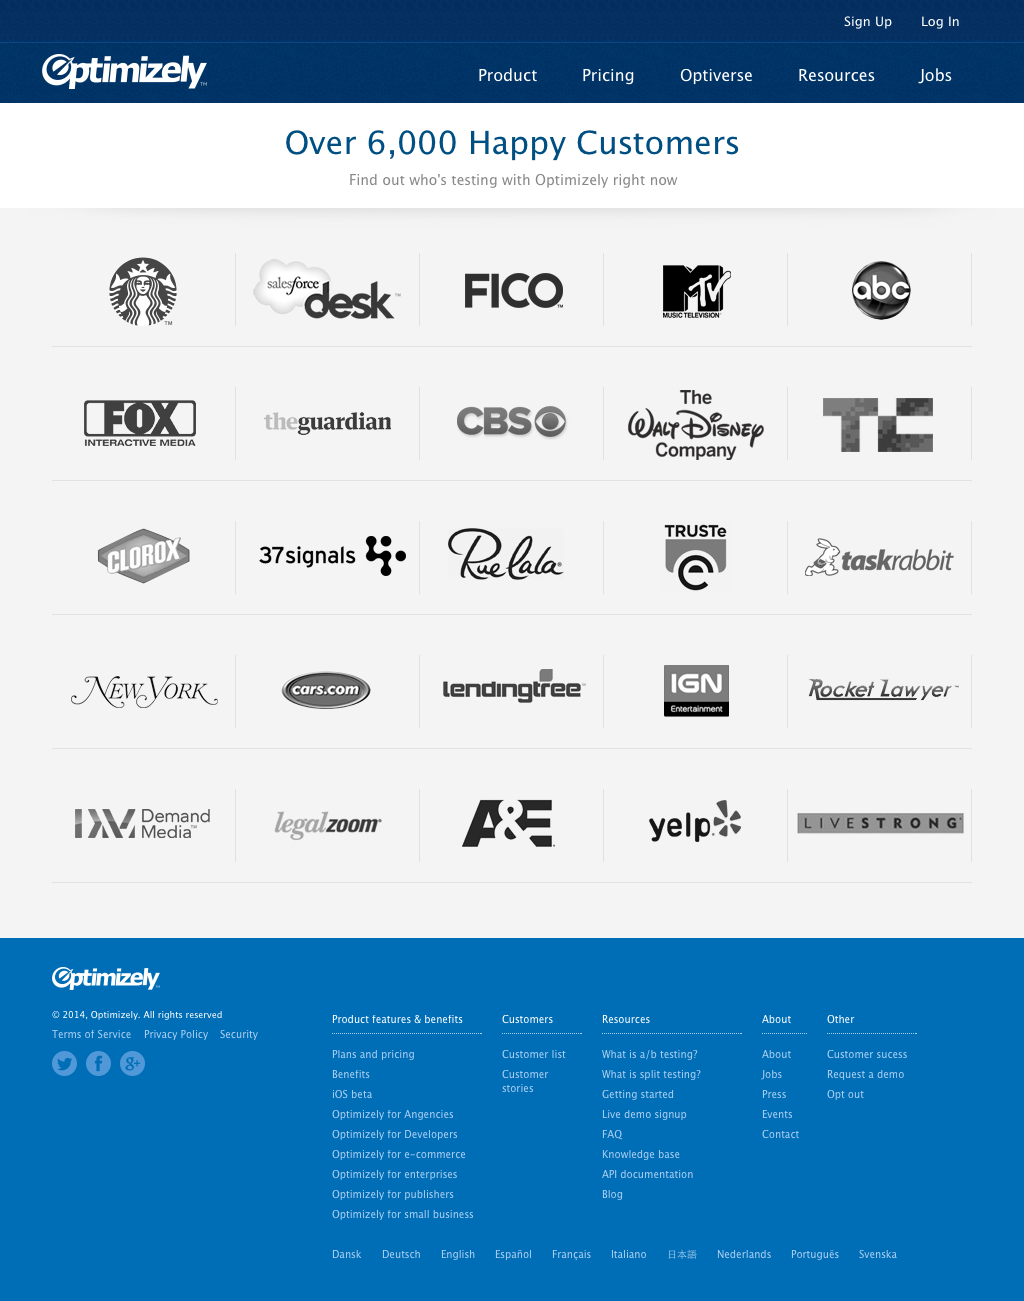 Sign Up Log In
Optimizely™
Product Pricing Optiverse Resources Jobs
Over 6,000 Happy Customers
Find out who's testing with Optimizely right now
™
salesforce desk™
FICO™
MTV MUSIC TELEVISION
abc
FOX INTERACTIVE MEDIA
theguardian
CBS
The Walt Disney Company
TC
CLOROX
37signals
Rue La La®
TRUSTe
taskrabbit
New York
cars.com
lendingtree™
IGN Entertainment
Rocket Lawyer™
Demand Media™
legalzoom
A&E
yelp
LIVESTRONG
Optimizely
© 2014, Optimizely. All rights reserved
Terms of Service Privacy Policy Security
g+
Product features & benefits
Plans and pricing
Benefits
iOS beta
Optimizely for Angencies
Optimizely for Developers
Optimizely for e-commerce
Optimizely for enterprises
Optimizely for publishers
Optimizely for small business
Customers
Customer list
Customer
stories
Resources
What is a/b testing?
What is split testing?
Getting started
Live demo signup
FAQ
Knowledge base
API documentation
Blog
About
About
Jobs
Press
Events
Contact
Other
Customer sucess
Request a demo
Opt out
Dansk Deutsch English Español Français Italiano 日本語 Nederlands Português Svenska